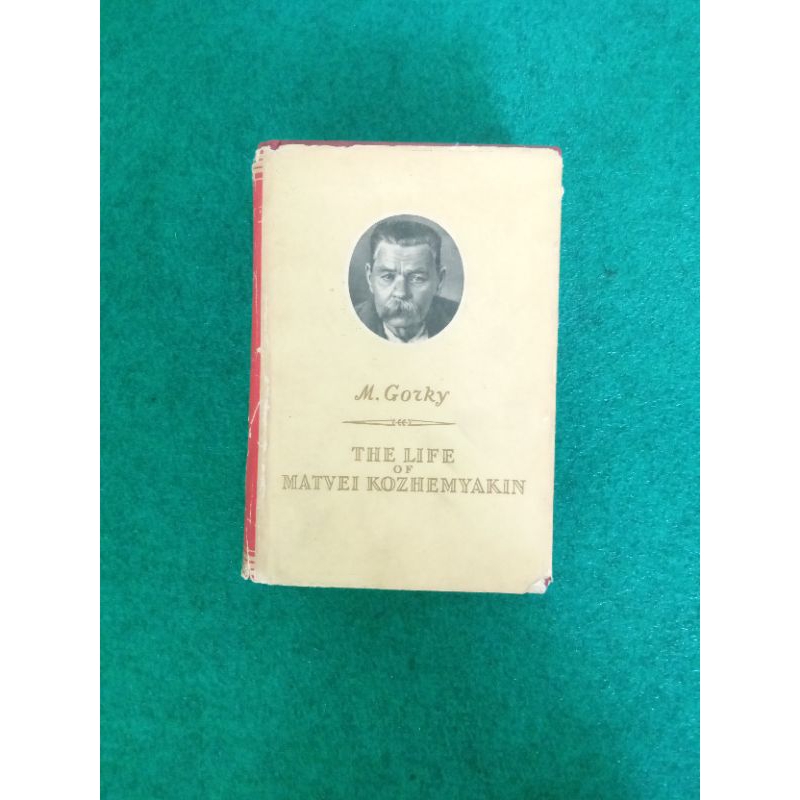 M. Gorky
THE LIFE
OF
MATVEI KOZHEMYAKIN